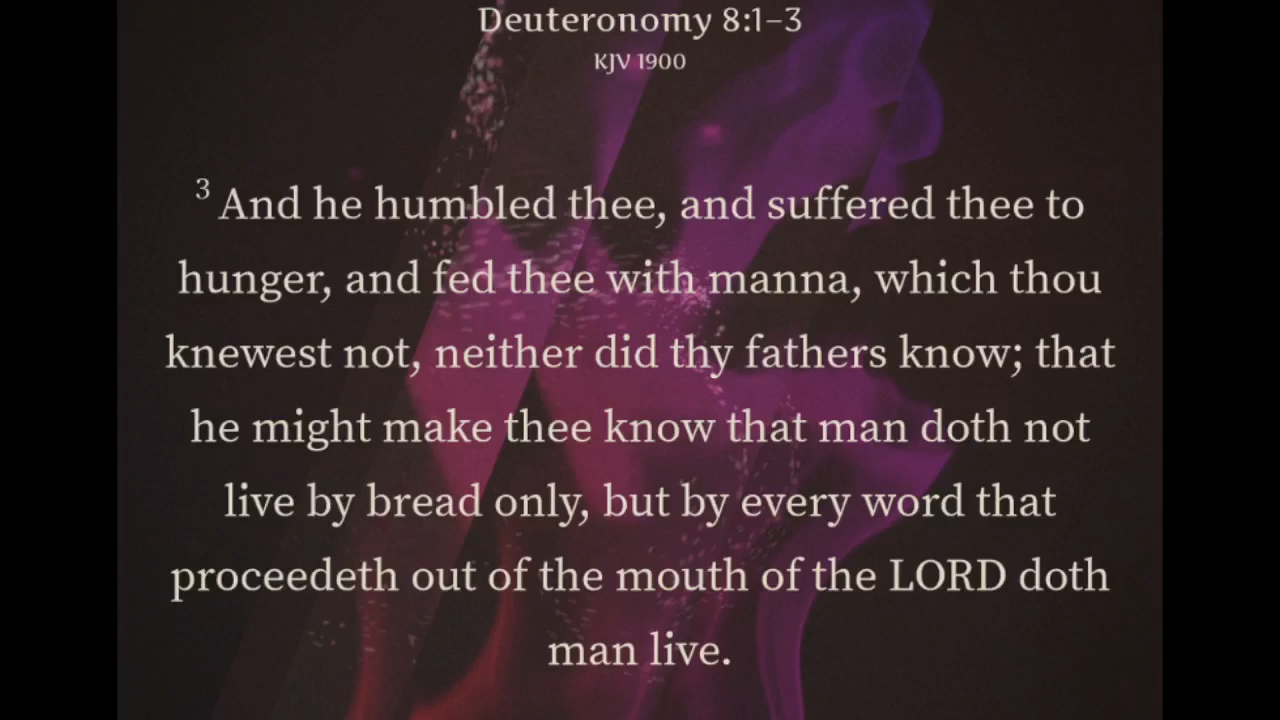 Deuteronomy 8:1–3
KJV 1900
3 And he humbled thee, and suffered thee to
hunger, and fed thee with manna, which thou
knewest not, neither did thy fathers know; that
he might make thee know that man doth not
live by bread only, but by every word that
proceedeth out of the mouth of the LORD doth
man live.